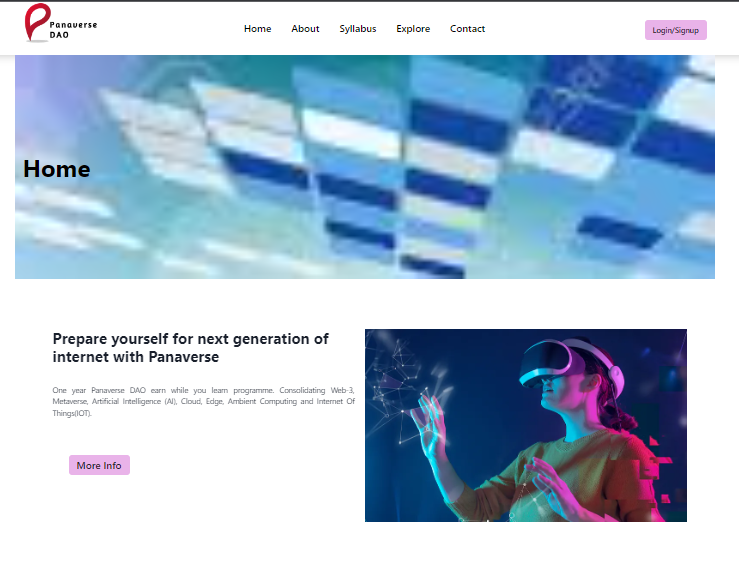 Panaverse
DAO
Home About Syllabus Explore Contact
Login/Signup
Home
Prepare yourself for next generation of
internet with Panaverse
One year Panaverse DAO earn while you learn programme. Consolidating Web-3,
Metaverse, Artificial Intelligence (AI), Cloud, Edge, Ambient Computing and Internet Of
Things(IOT).
More Info